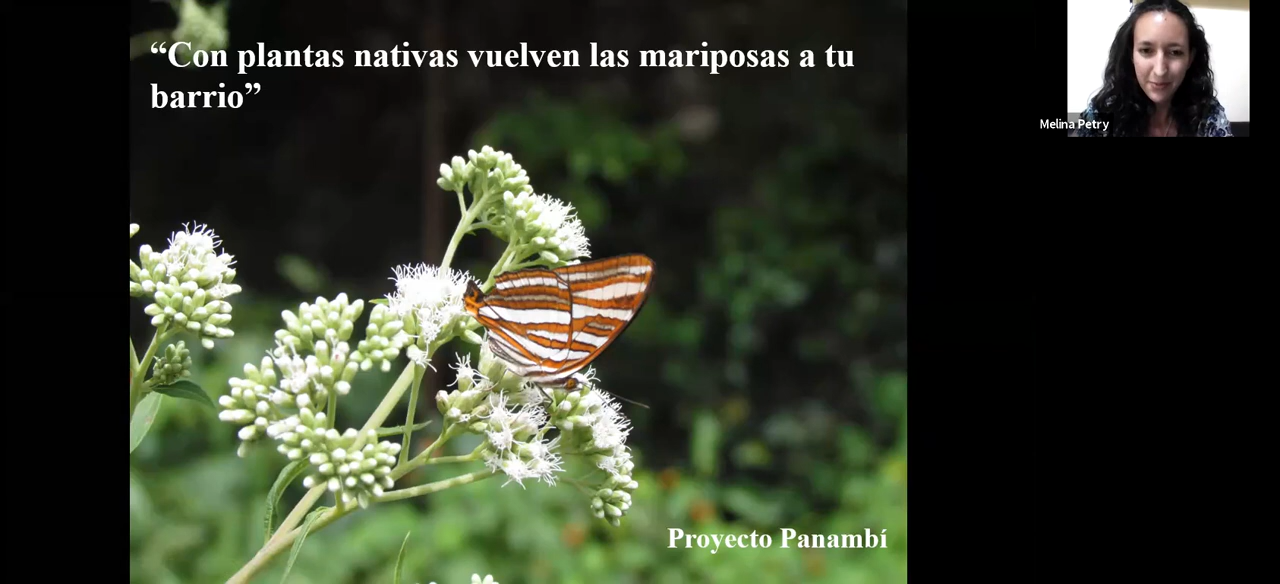 “Con plantas nativas vuelven las mariposas a tu
barrio”
Melina Petry
Proyecto Panambí